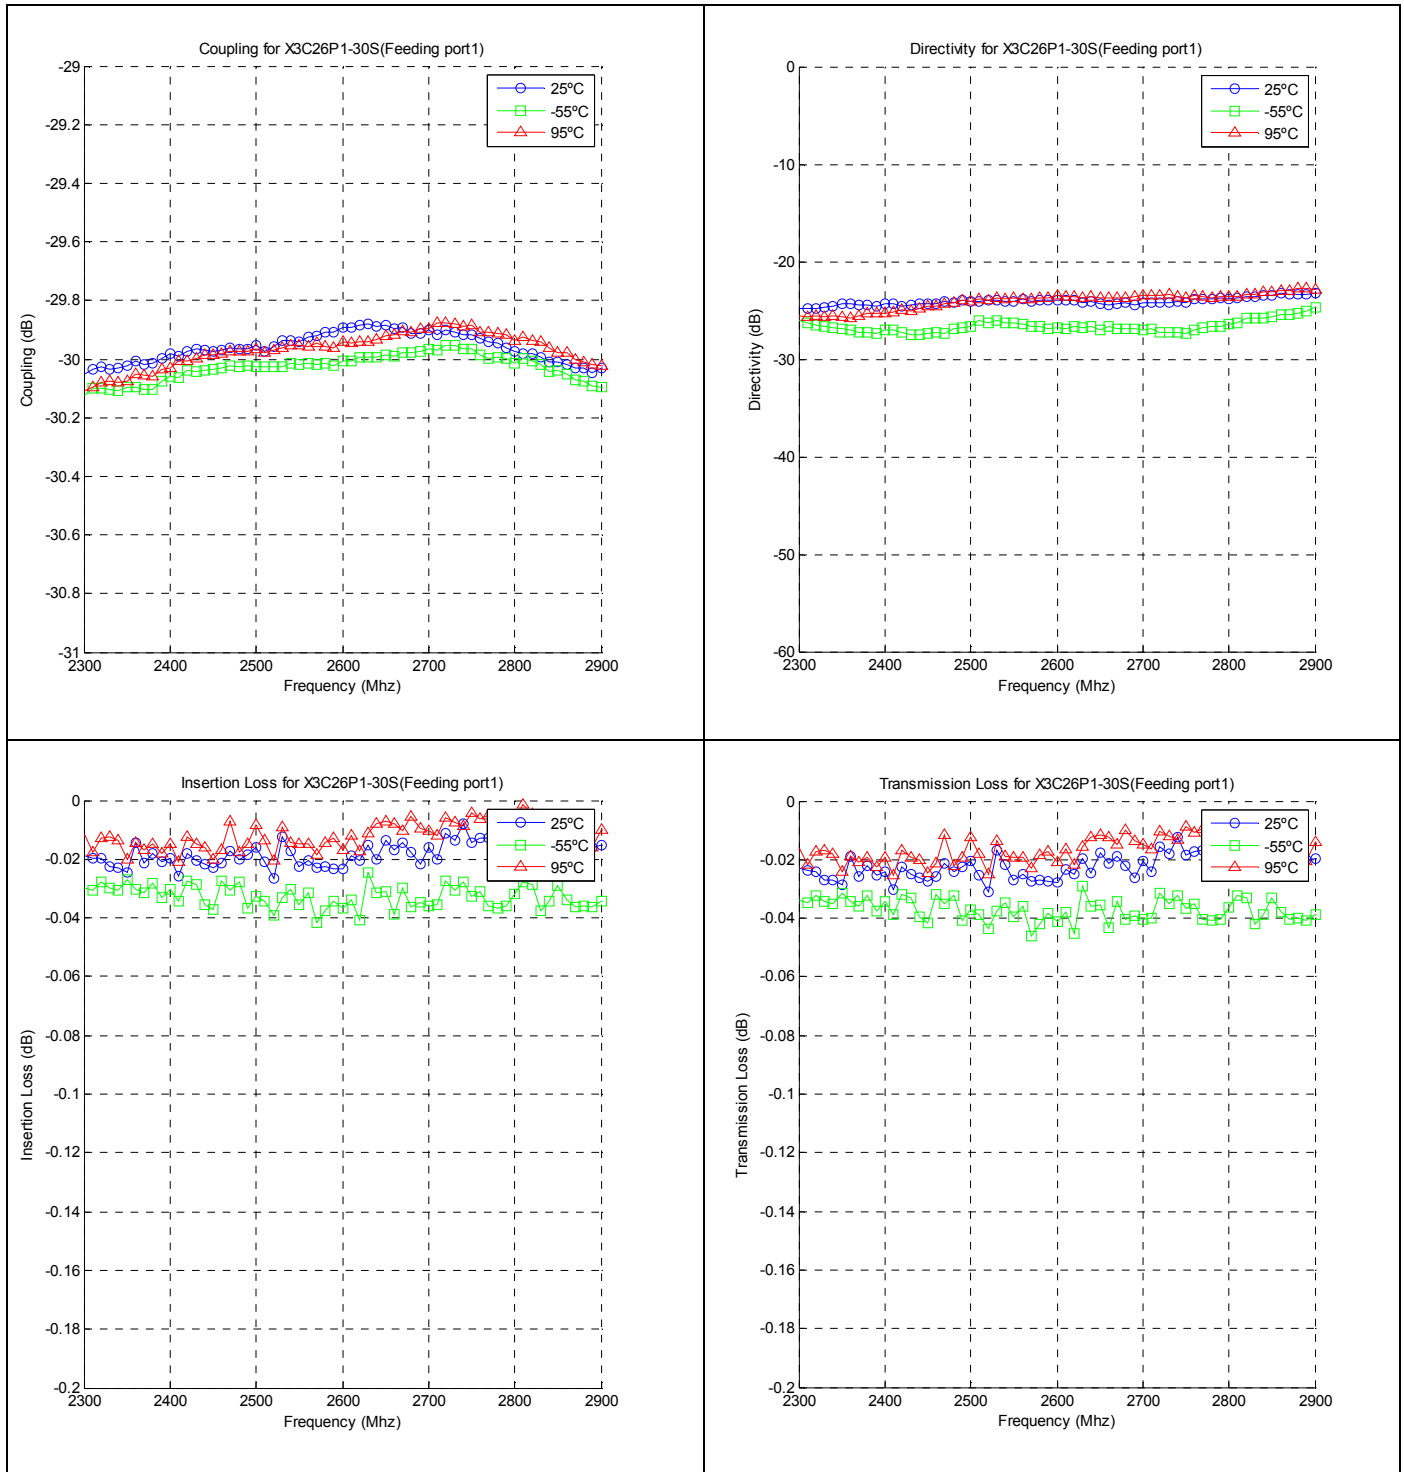 Coupling for X3C26P1-30S(Feeding port1)
-29
-29.2
-29.4
-29.6
-29.8
-30
-30.2
-30.4
-30.6
-30.8
-31
Coupling (dB)
25ºC
-55ºC
95ºC
2300 2400 2500 2600 2700 2800 2900
Frequency (Mhz)
Directivity for X3C26P1-30S(Feeding port1)
0
-10
-20
-30
-40
-50
-60
Directivity (dB)
25ºC
-55ºC
95ºC
2300 2400 2500 2600 2700 2800 2900
Frequency (Mhz)
Insertion Loss for X3C26P1-30S(Feeding port1)
0
-0.02
-0.04
-0.06
-0.08
-0.1
-0.12
-0.14
-0.16
-0.18
-0.2
Insertion Loss (dB)
25ºC
-55ºC
95ºC
2300 2400 2500 2600 2700 2800 2900
Frequency (Mhz)
Transmission Loss for X3C26P1-30S(Feeding port1)
0
-0.02
-0.04
-0.06
-0.08
-0.1
-0.12
-0.14
-0.16
-0.18
-0.2
Transmission Loss (dB)
25ºC
-55ºC
95ºC
2300 2400 2500 2600 2700 2800 2900
Frequency (Mhz)